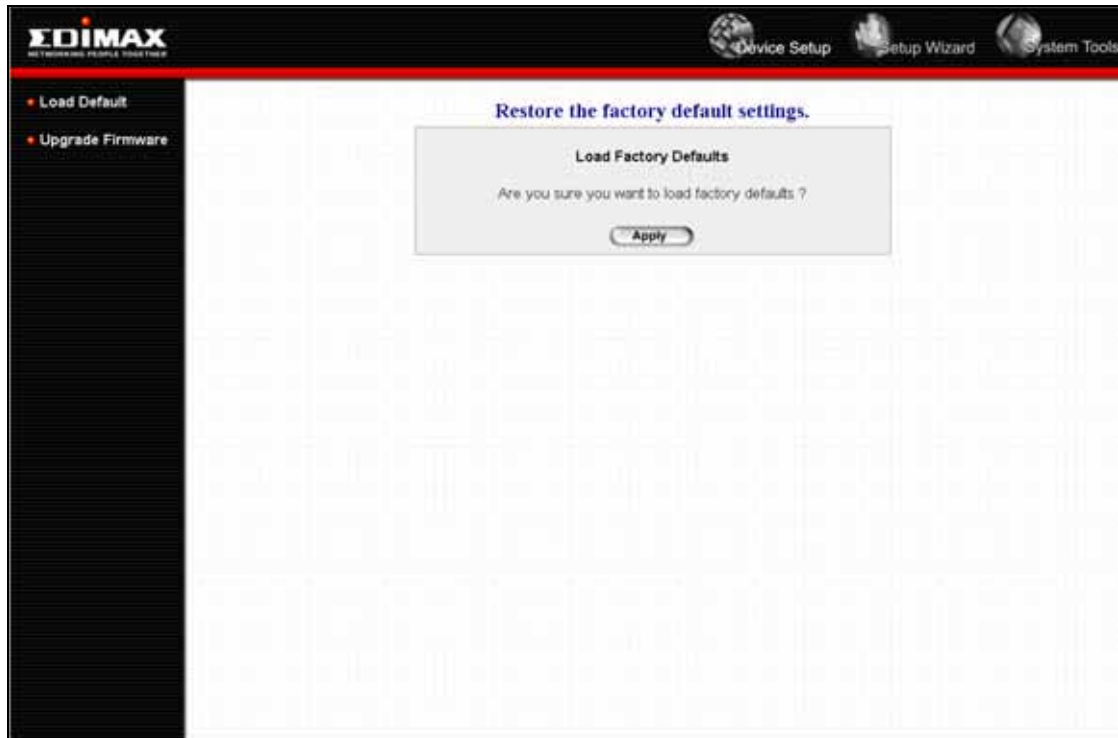 EDIMAX
NETWORKING PEOPLE TOGETHER
Device Setup
Setup Wizard
System Tools
Load Default
Upgrade Firmware
Restore the factory default settings.
Load Factory Defaults
Are you sure you want to load factory defaults ?
Apply